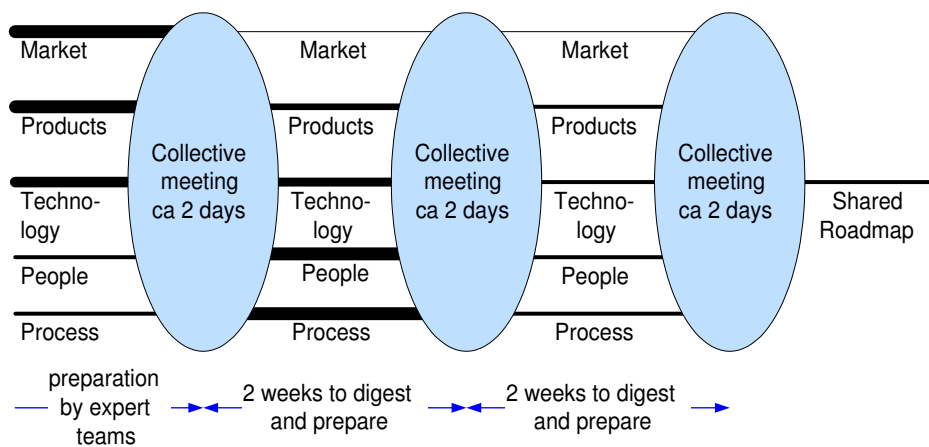 Market
Market
Market
Products
Products
Products
Collective
meeting
ca 2 days
Collective
meeting
ca 2 days
Collective
meeting
ca 2 days
Techno-
logy
Techno-
logy
Techno-
logy
Shared
Roadmap
People
People
People
Process
Process
Process
preparation
by expert
teams
2 weeks to digest
and prepare
2 weeks to digest
and prepare